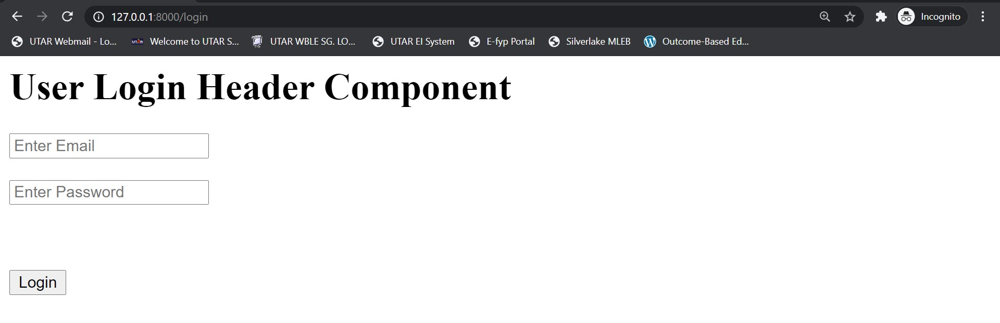 127.0.0.1:8000/login Incognito
UTAR Webmail - Lo... UTAR Welcome to UTAR S... UTAR WBLE SG. LO... UTAR EI System E-fyp Portal Silverlake MLEB Outcome-Based Ed...
User Login Header Component
Enter Email
Enter Password
Login